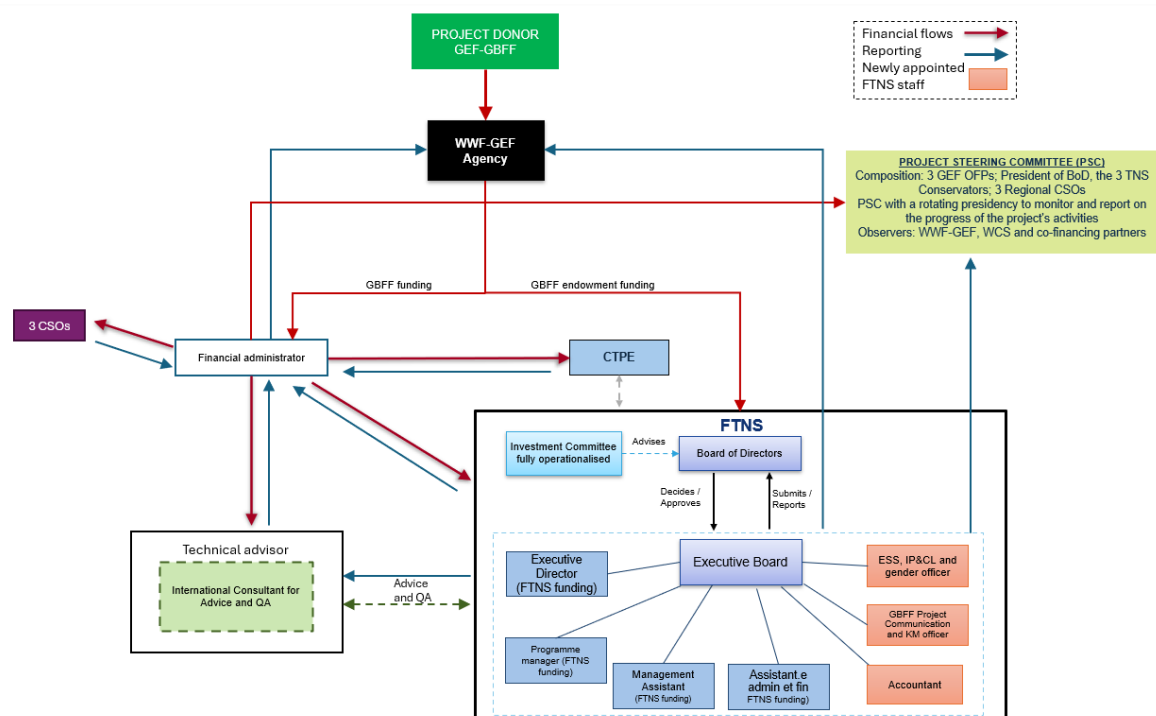 PROJECT DONOR
GEF-GBFF
Financial flows
Reporting
Newly appointed
FTNS staff
WWF-GEF
Agency
PROJECT STEERING COMMITTEE (PSC)
Composition: 3 GEF OFPs; President of BoD, the 3 TNS
Conservators; 3 Regional CSOs
PSC with a rotating presidency to monitor and report on
the progress of the project's activities
Observers: WWF-GEF, WCS and co-financing partners
GBFF funding
GBFF endowment funding
3 CSOs
Financial administrator
CTPE
FTNS
Investment Committee
fully operationalised
Advises
Board of Directors
Decides /
Approves
Submits /
Reports
Technical advisor
International Consultant for
Advice and QA
Advice
and QA
Executive
Director
(FTNS funding)
Executive Board
ESS, IP&CL and
gender officer
GBFF Project
Communication
and KM officer
Programme
manager (FTNS
funding)
Management
Assistant
(FTNS funding)
Assistant.e
admin et fin
FTNS funding)
Accountant